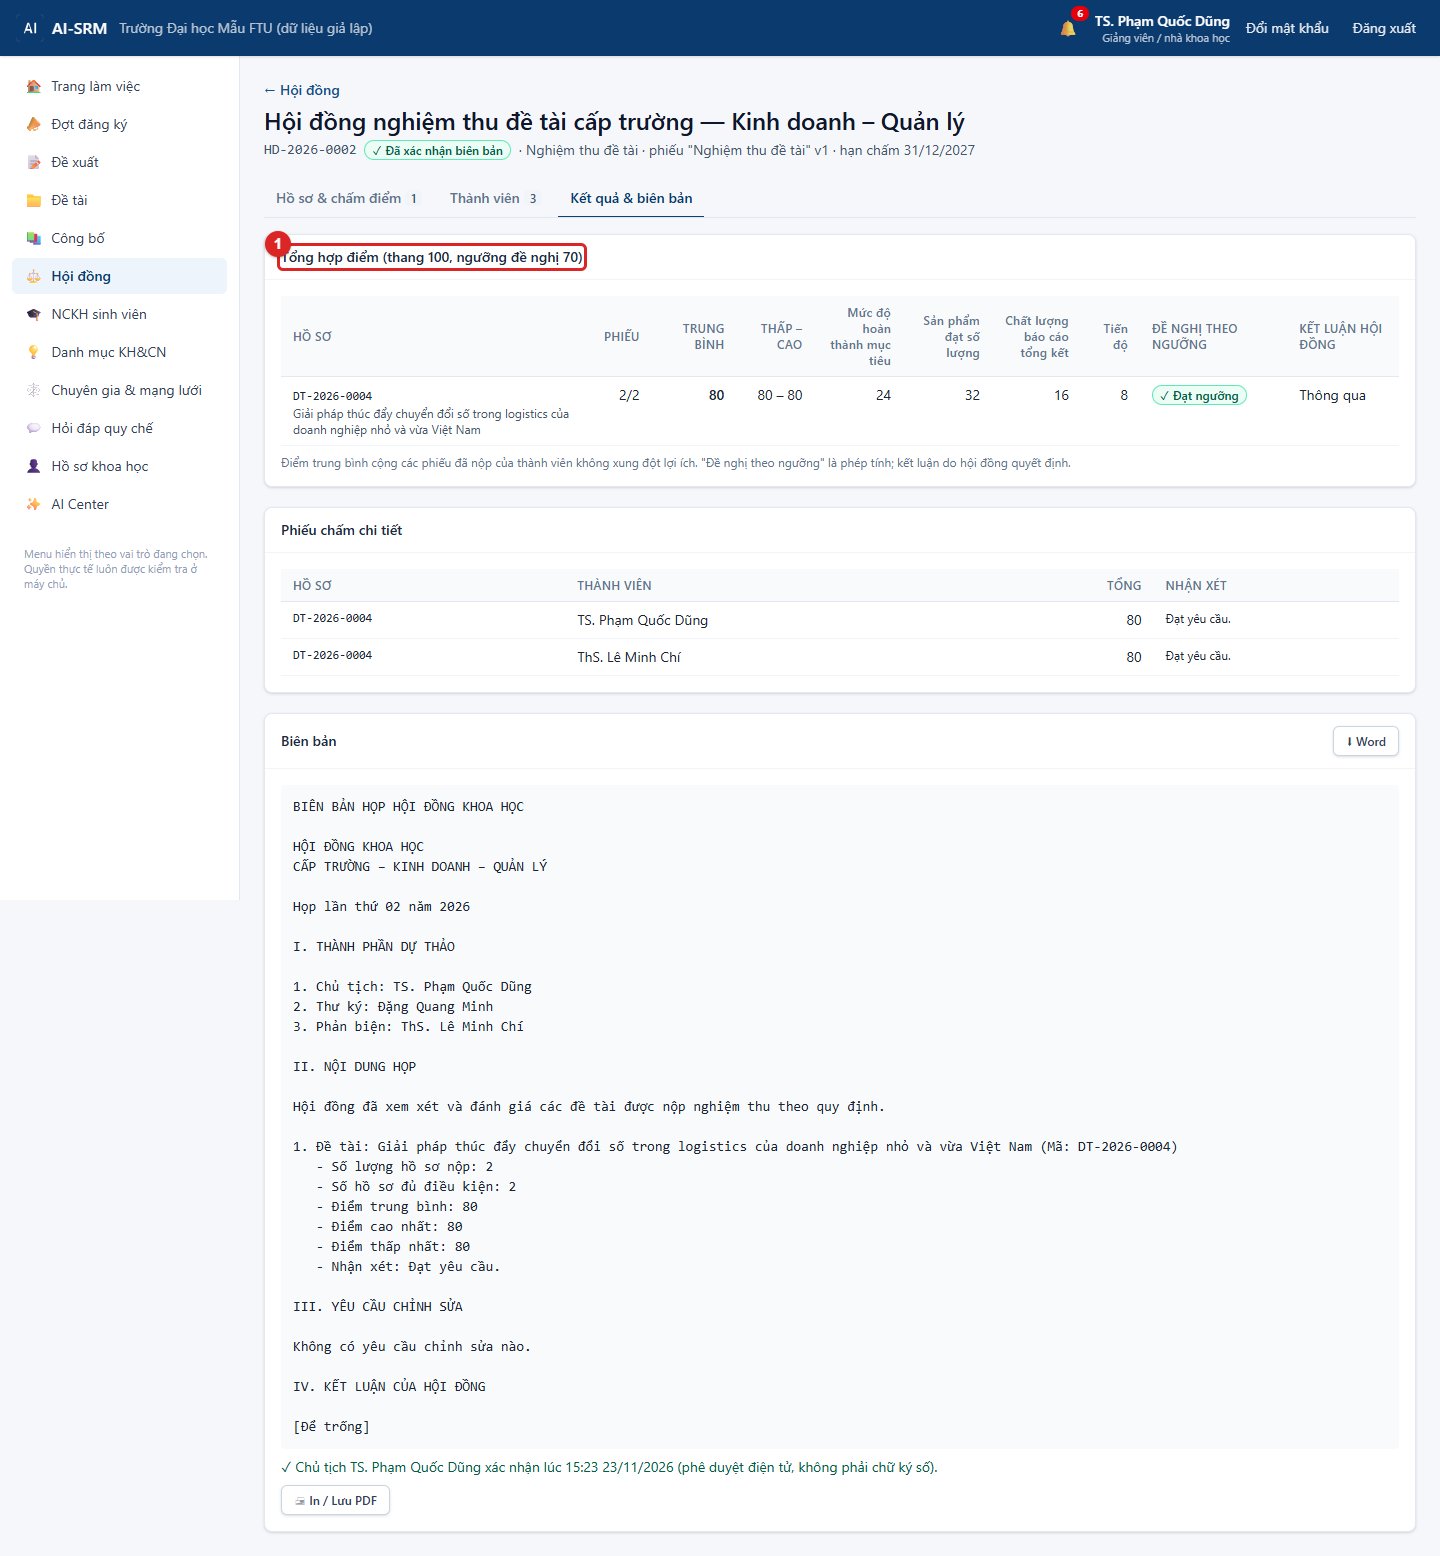 AI AI-SRM Trường Đại học Mẫu FTU (dữ liệu giả lập)
6
TS. Phạm Quốc Dũng
Giảng viên / nhà khoa học
Đổi mật khẩu
Đăng xuất
Trang làm việc
Đợt đăng ký
Đề xuất
Đề tài
Công bố
Hội đồng
NCKH sinh viên
Danh mục KH&CN
Chuyên gia & mạng lưới
Hỏi đáp quy chế
Hồ sơ khoa học
AI Center
Menu hiển thị theo vai trò đang chọn.
Quyền thực tế luôn được kiểm tra ở
máy chủ.
← Hội đồng
Hội đồng nghiệm thu đề tài cấp trường — Kinh doanh – Quản lý
HD-2026-0002 ✓ Đã xác nhận biên bản · Nghiệm thu đề tài · phiếu "Nghiệm thu đề tài" v1 · hạn chấm 31/12/2027
Hồ sơ & chấm điểm 1 Thành viên 3 Kết quả & biên bản
1
Tổng hợp điểm (thang 100, ngưỡng đề nghị 70)
HỒ SƠ
PHIẾU
TRUNG
BÌNH
THẤP –
CAO
Mức độ
hoàn
thành mục
tiêu
Sản phẩm
đạt số
lượng
Chất lượng
báo cáo
tổng kết
Tiến
độ
ĐỀ NGHỊ THEO
NGƯỠNG
KẾT LUẬN HỘI
ĐỒNG
DT-2026-0004
Giải pháp thúc đẩy chuyển đổi số trong logistics của
doanh nghiệp nhỏ và vừa Việt Nam
2/2 80 80 – 80 24 32 16 8 ✓ Đạt ngưỡng Thông qua
Điểm trung bình cộng các phiếu đã nộp của thành viên không xung đột lợi ích. "Đề nghị theo ngưỡng" là phép tính; kết luận do hội đồng quyết định.
Phiếu chấm chi tiết
HỒ SƠ THÀNH VIÊN TỔNG NHẬN XÉT
DT-2026-0004 TS. Phạm Quốc Dũng 80 Đạt yêu cầu.
DT-2026-0004 ThS. Lê Minh Chí 80 Đạt yêu cầu.
Biên bản
⬇ Word
BIÊN BẢN HỌP HỘI ĐỒNG KHOA HỌC
HỘI ĐỒNG KHOA HỌC
CẤP TRƯỜNG – KINH DOANH – QUẢN LÝ
Họp lần thứ 02 năm 2026
I. THÀNH PHẦN DỰ THẢO
1. Chủ tịch: TS. Phạm Quốc Dũng
2. Thư ký: Đặng Quang Minh
3. Phản biện: ThS. Lê Minh Chí
II. NỘI DUNG HỌP
Hội đồng đã xem xét và đánh giá các đề tài được nộp nghiệm thu theo quy định.
1. Đề tài: Giải pháp thúc đẩy chuyển đổi số trong logistics của doanh nghiệp nhỏ và vừa Việt Nam (Mã: DT-2026-0004)
- Số lượng hồ sơ nộp: 2
- Số hồ sơ đủ điều kiện: 2
- Điểm trung bình: 80
- Điểm cao nhất: 80
- Điểm thấp nhất: 80
- Nhận xét: Đạt yêu cầu.
III. YÊU CẦU CHỈNH SỬA
Không có yêu cầu chỉnh sửa nào.
IV. KẾT LUẬN CỦA HỘI ĐỒNG
[Để trống]
✓ Chủ tịch TS. Phạm Quốc Dũng xác nhận lúc 15:23 23/11/2026 (phê duyệt điện tử, không phải chữ ký số).
In / Lưu PDF